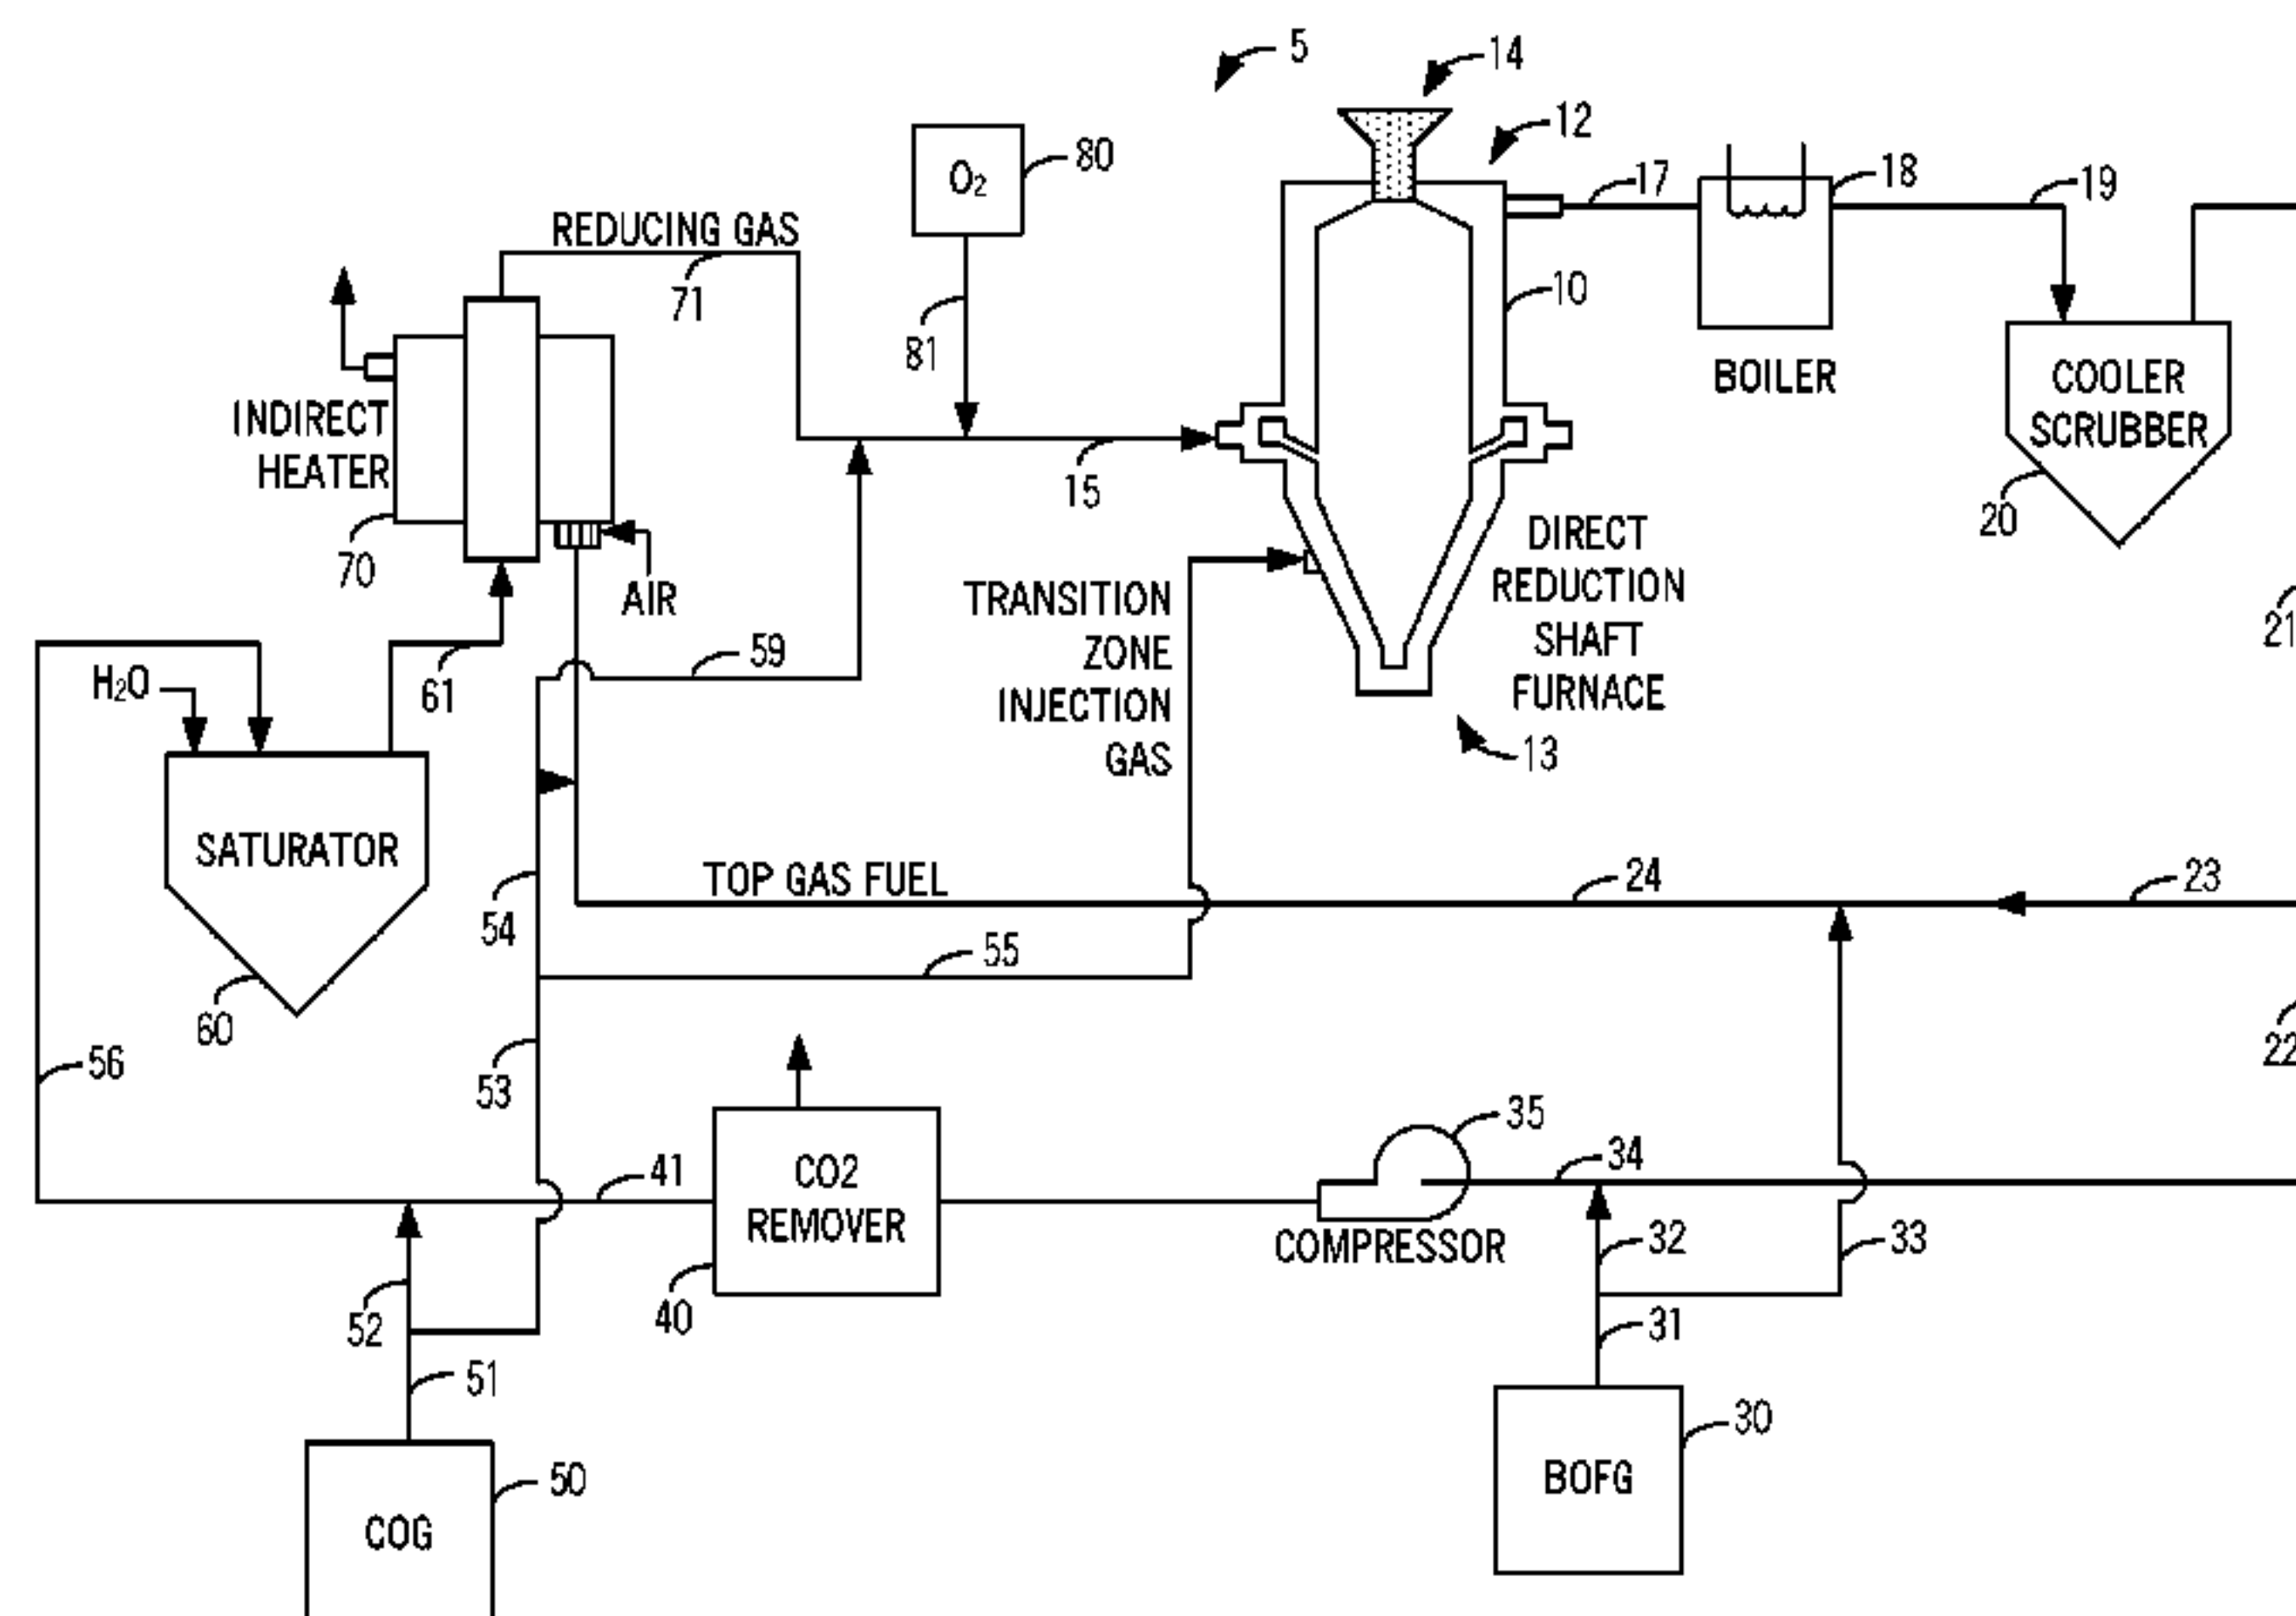 5
14
12
O2
80
17
18
19
REDUCING GAS
71
81
10
BOILER
COOLER
SCRUBBER
20
INDIRECT
HEATER
70
AIR
15
DIRECT
REDUCTION
SHAFT
FURNACE
13
TRANSITION
ZONE
INJECTION
GAS
21
H2O
61
59
SATURATOR
60
TOP GAS FUEL
24
23
54
55
56
53
22
35
34
41
CO2
REMOVER
40
COMPRESSOR
32
33
52
31
51
30
BOFG
50
COG